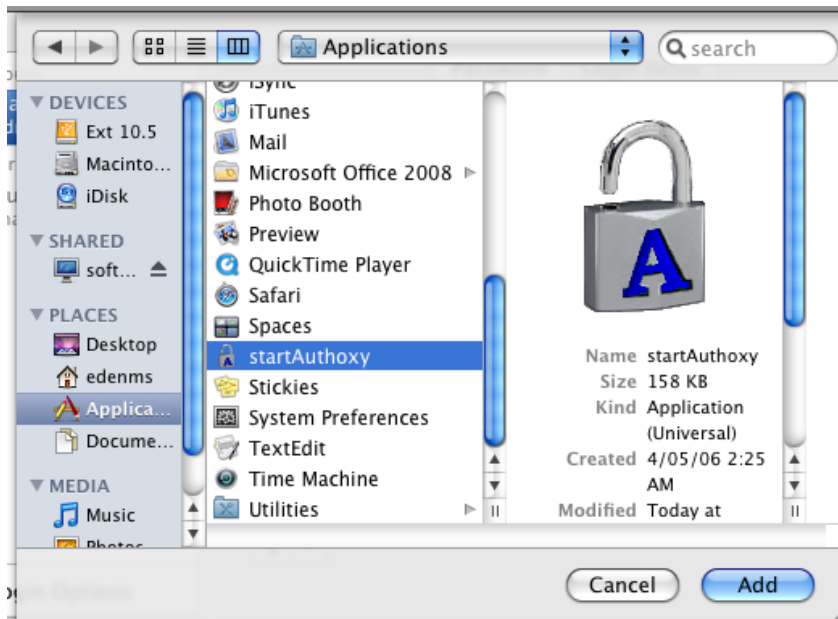 Applications
search
DEVICES
Ext 10.5
Macinto...
iDisk
SHARED
soft...
PLACES
Desktop
edenms
Applica...
Docume...
MEDIA
Music
Photos
iSync
iTunes
Mail
Microsoft Office 2008
Photo Booth
Preview
QuickTime Player
Safari
Spaces
startAuthoxy
Stickies
System Preferences
TextEdit
Time Machine
Utilities
A
Name startAuthoxy
Size 158 KB
Kind Application
(Universal)
Created 4/05/06 2:25
AM
Modified Today at
Options
Cancel
Add